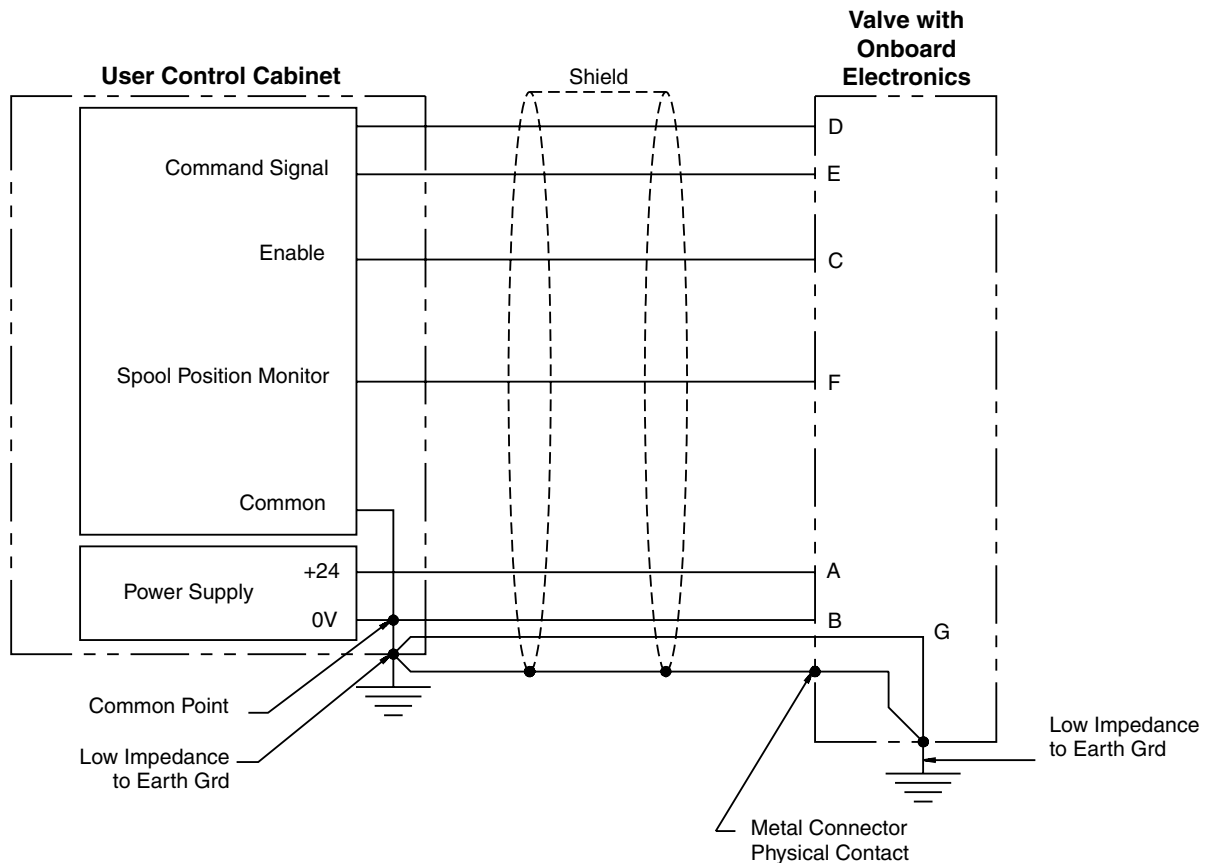 Valve with
Onboard
Electronics
User Control Cabinet
Shield
D
Command Signal
E
Enable
C
Spool Position Monitor
F
Common
+24
A
Power Supply
0V
B
G
Common Point
Low Impedance
to Earth Grd
Low Impedance
to Earth Grd
Metal Connector
Physical Contact